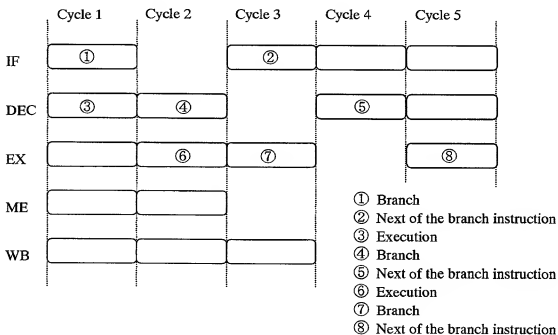 Cycle 1 Cycle 2 Cycle 3 Cycle 4 Cycle 5
IF ① ②
DEC ③ ④ ⑤
EX ⑥ ⑦ ⑧
ME
WB
① Branch
② Next of the branch instruction
③ Execution
④ Branch
⑤ Next of the branch instruction
⑥ Execution
⑦ Branch
⑧ Next of the branch instruction